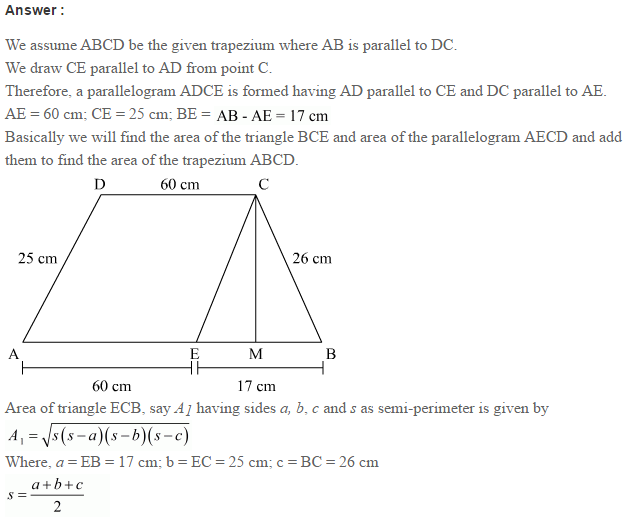 Answer :
We assume ABCD be the given trapezium where AB is parallel to DC.
We draw CE parallel to AD from point C.
Therefore, a parallelogram ADCE is formed having AD parallel to CE and DC parallel to AE.
AE = 60 cm; CE = 25 cm; BE = AB - AE = 17 cm
Basically we will find the area of the triangle BCE and area of the parallelogram AECD and add
them to find the area of the trapezium ABCD.
D 60 cm C
25 cm 26 cm
A E M B
60 cm 17 cm
Area of triangle ECB, say A1 having sides a, b, c and s as semi-perimeter is given by
A₁ = √s(s−a)(s−b)(s−c)
Where, a = EB = 17 cm; b = EC = 25 cm; c = BC = 26 cm
s = a+b+c
2